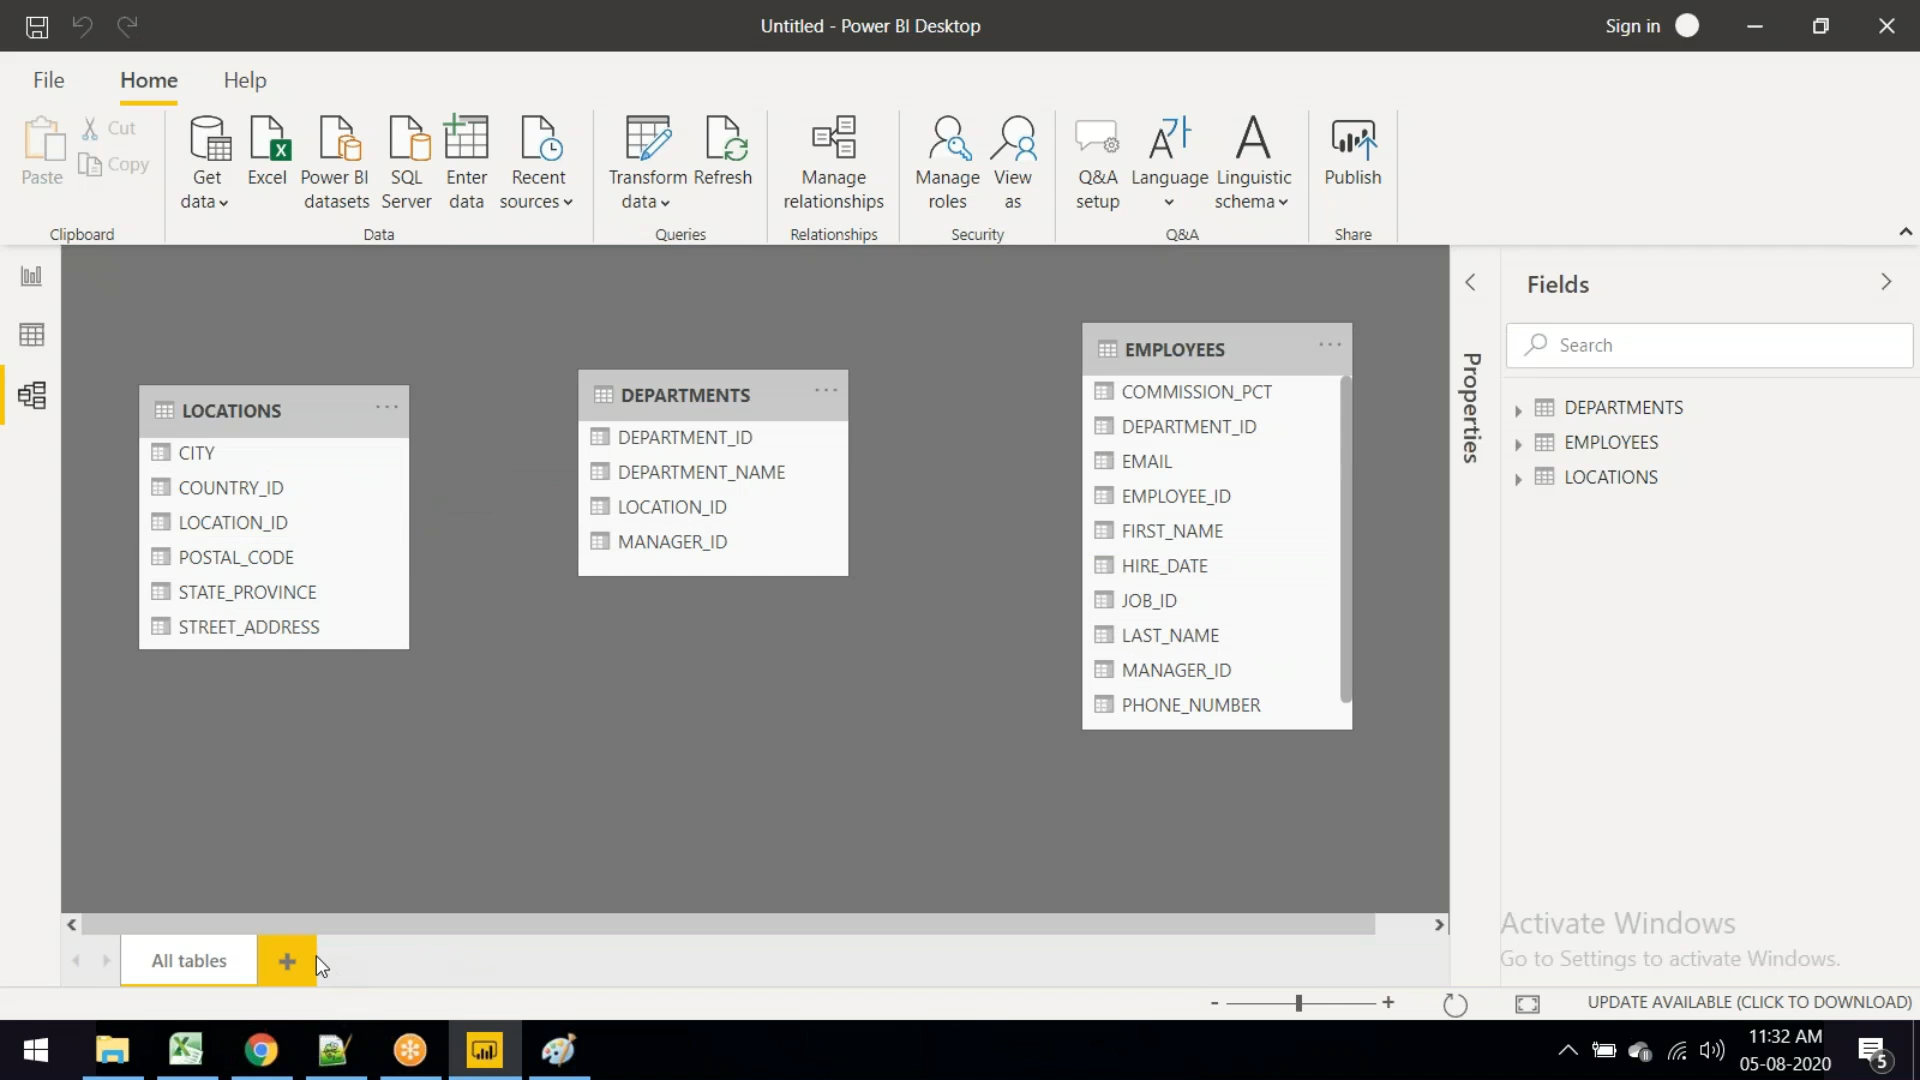 Untitled - Power BI Desktop
Sign in
File
Home
Help
Paste
Cut
Copy
Clipboard
Get
data
Excel
Power BI
datasets
SQL
Server
Enter
data
Recent
sources
Data
Transform
data
Refresh
Queries
Manage
relationships
Relationships
Manage
roles
View
as
Security
Q&A
setup
Language
Linguistic
schema
Q&A
Publish
Share
LOCATIONS
CITY
COUNTRY_ID
LOCATION_ID
POSTAL_CODE
STATE_PROVINCE
STREET_ADDRESS
DEPARTMENTS
DEPARTMENT_ID
DEPARTMENT_NAME
LOCATION_ID
MANAGER_ID
EMPLOYEES
COMMISSION_PCT
DEPARTMENT_ID
EMAIL
EMPLOYEE_ID
FIRST_NAME
HIRE_DATE
JOB_ID
LAST_NAME
MANAGER_ID
PHONE_NUMBER
Properties
Fields
Search
DEPARTMENTS
EMPLOYEES
LOCATIONS
Activate Windows
Go to Settings to activate Windows.
All tables
UPDATE AVAILABLE (CLICK TO DOWNLOAD)
11:32 AM
05-08-2020
5